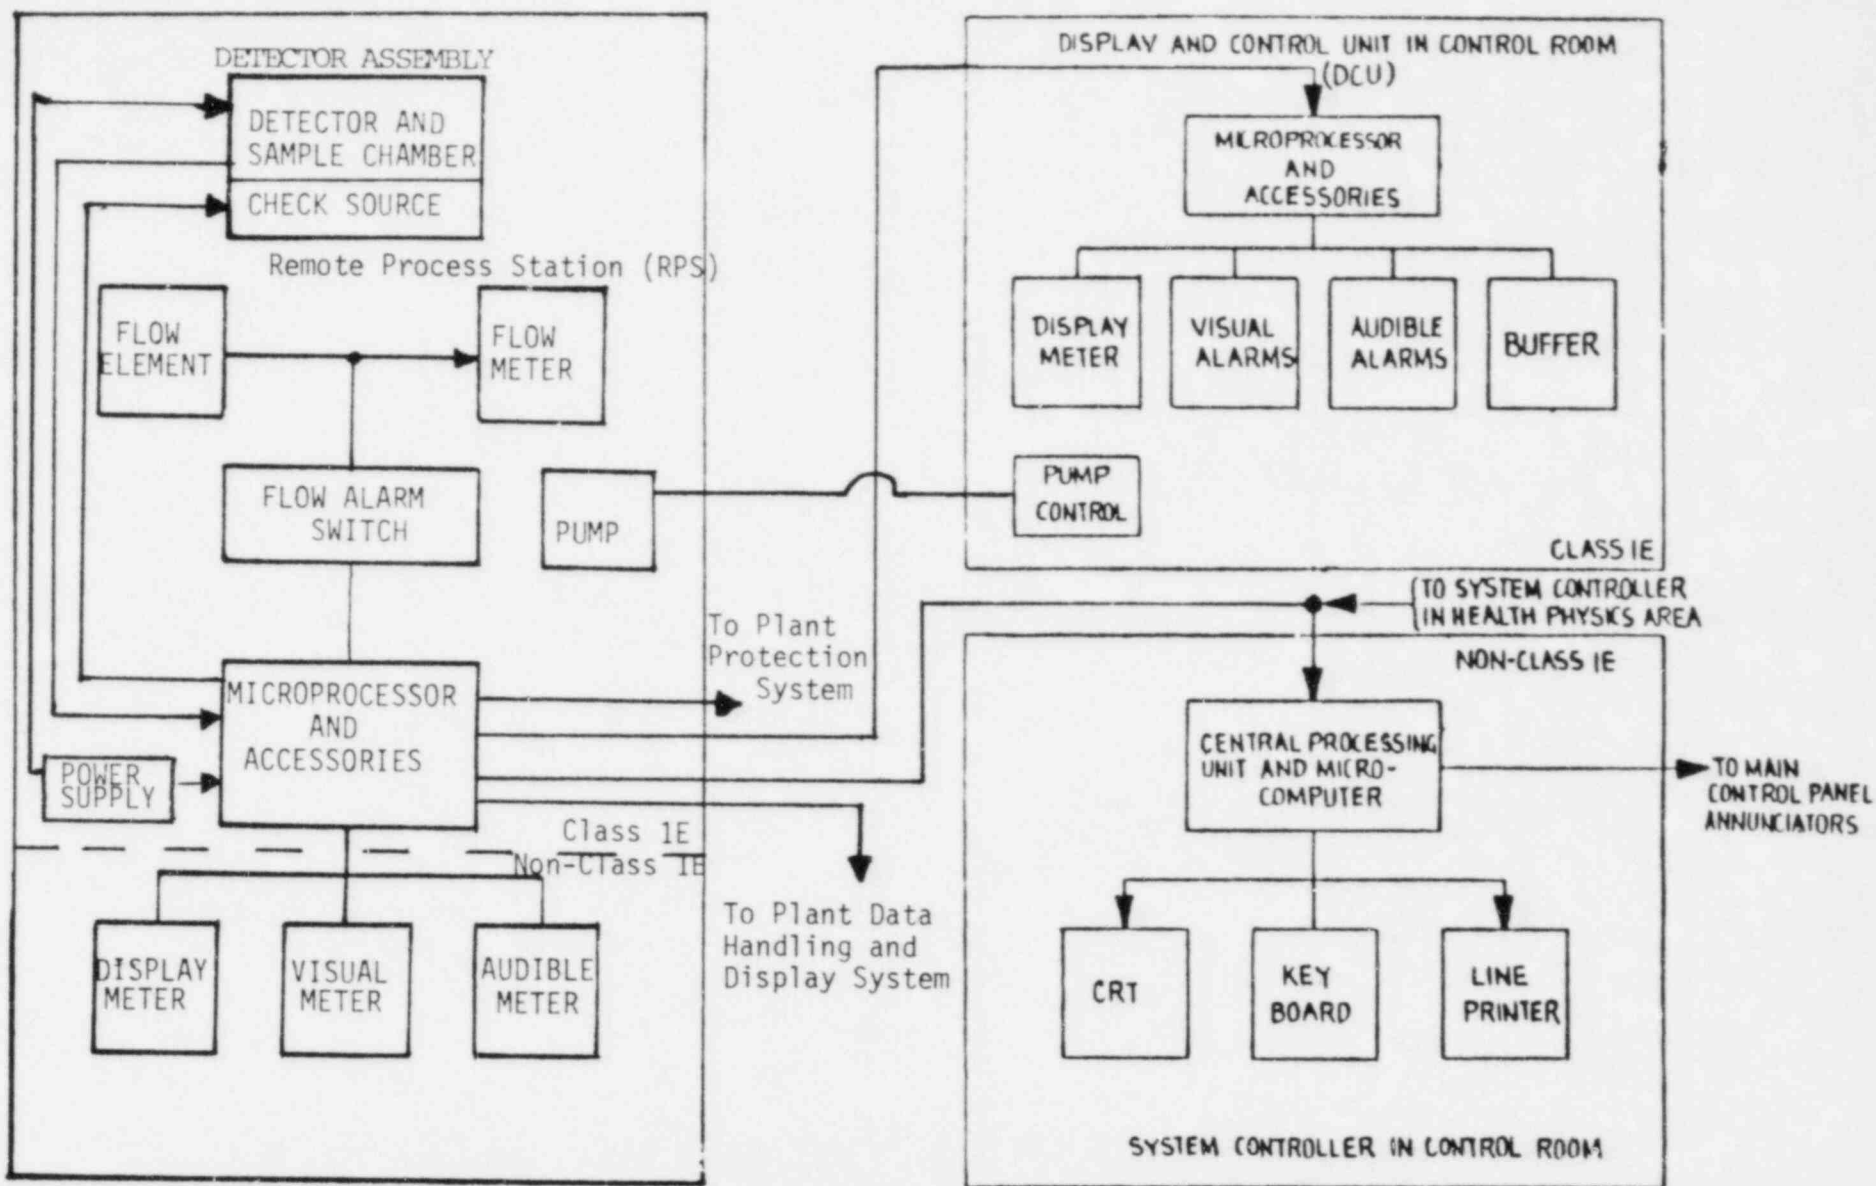 DETECTOR ASSEMBLY
DETECTOR AND
SAMPLE CHAMBER
CHECK SOURCE
Remote Process Station (RPS)
FLOW
ELEMENT
FLOW
METER
FLOW ALARM
SWITCH
PUMP
MICROPROCESSOR
AND
ACCESSORIES
POWER
SUPPLY
Class 1E
Non-Class 1E
DISPLAY
METER
VISUAL
METER
AUDIBLE
METER
To Plant
Protection
System
To Plant Data
Handling and
Display System
DISPLAY AND CONTROL UNIT IN CONTROL ROOM
(DCU)
MICROPROCESSOR
AND
ACCESSORIES
DISPLAY
METER
VISUAL
ALARMS
AUDIBLE
ALARMS
BUFFER
PUMP
CONTROL
CLASS IE
TO SYSTEM CONTROLLER
IN HEALTH PHYSICS AREA
NON-CLASS IE
CENTRAL PROCESSING
UNIT AND MICRO-
COMPUTER
TO MAIN
CONTROL PANEL
ANNUNCIATORS
CRT
KEY
BOARD
LINE
PRINTER
SYSTEM CONTROLLER IN CONTROL ROOM